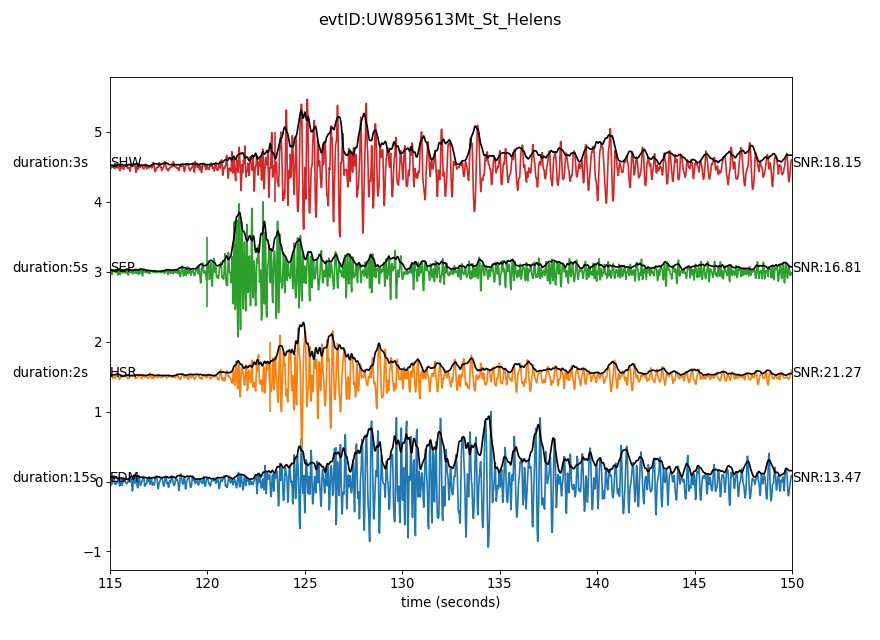 evtID:UW895613Mt_St_Helens
5
duration:3s SHW SNR:18.15
4
duration:5s SEP SNR:16.81
3
2
duration:2s HSR SNR:21.27
1
duration:15s EDM SNR:13.47
0
−1
115 120 125 130 135 140 145 150
time (seconds)